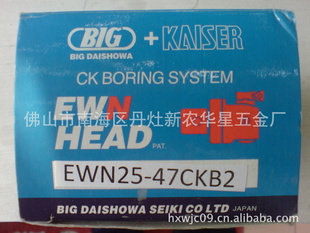 BIG + KAISER
BIG DAISHOWA
CK BORING SYSTEM
EWN
佛山市南海区丹灶新农华星五金厂
HEAD PAT.
EWN25-47CKB2
BIG DAISHOWA SEIKI CO LTD JAPAN
hxwjc09.cn.alibaba.com